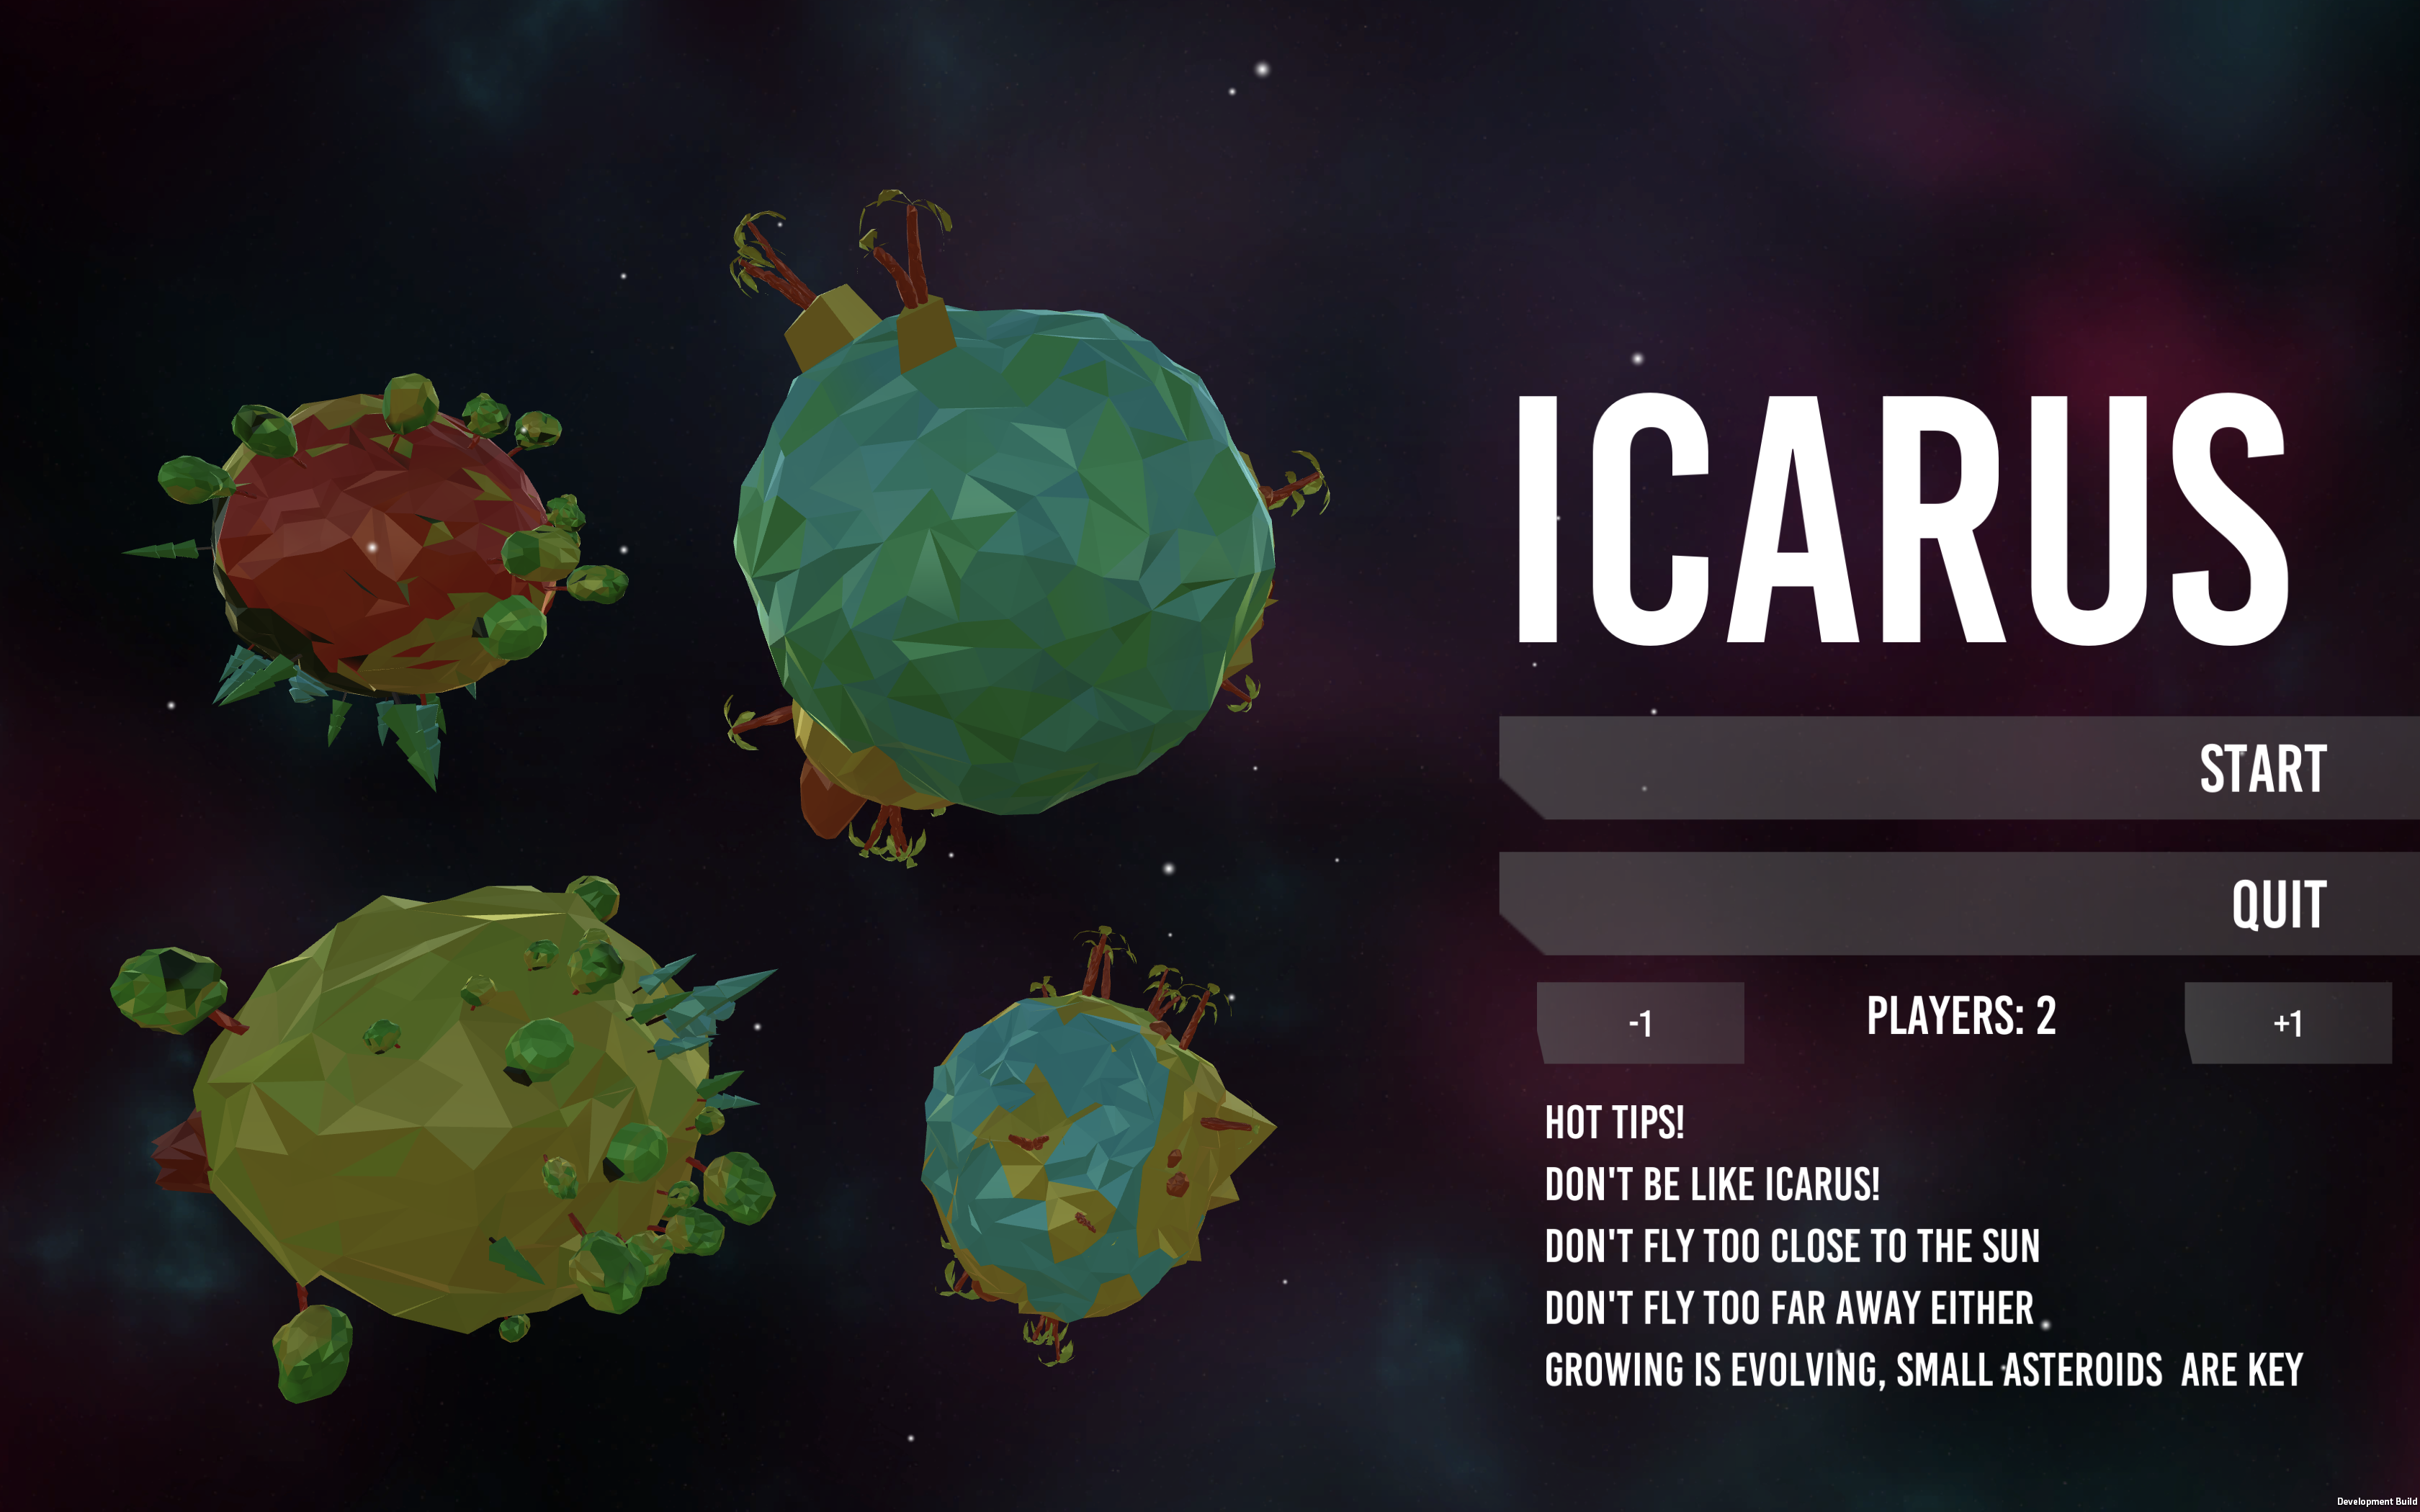 ICARUS
START
QUIT
-1 PLAYERS: 2 +1
HOT TIPS!
DON'T BE LIKE ICARUS!
DON'T FLY TOO CLOSE TO THE SUN
DON'T FLY TOO FAR AWAY EITHER
GROWING IS EVOLVING, SMALL ASTEROIDS  ARE KEY
Development Build